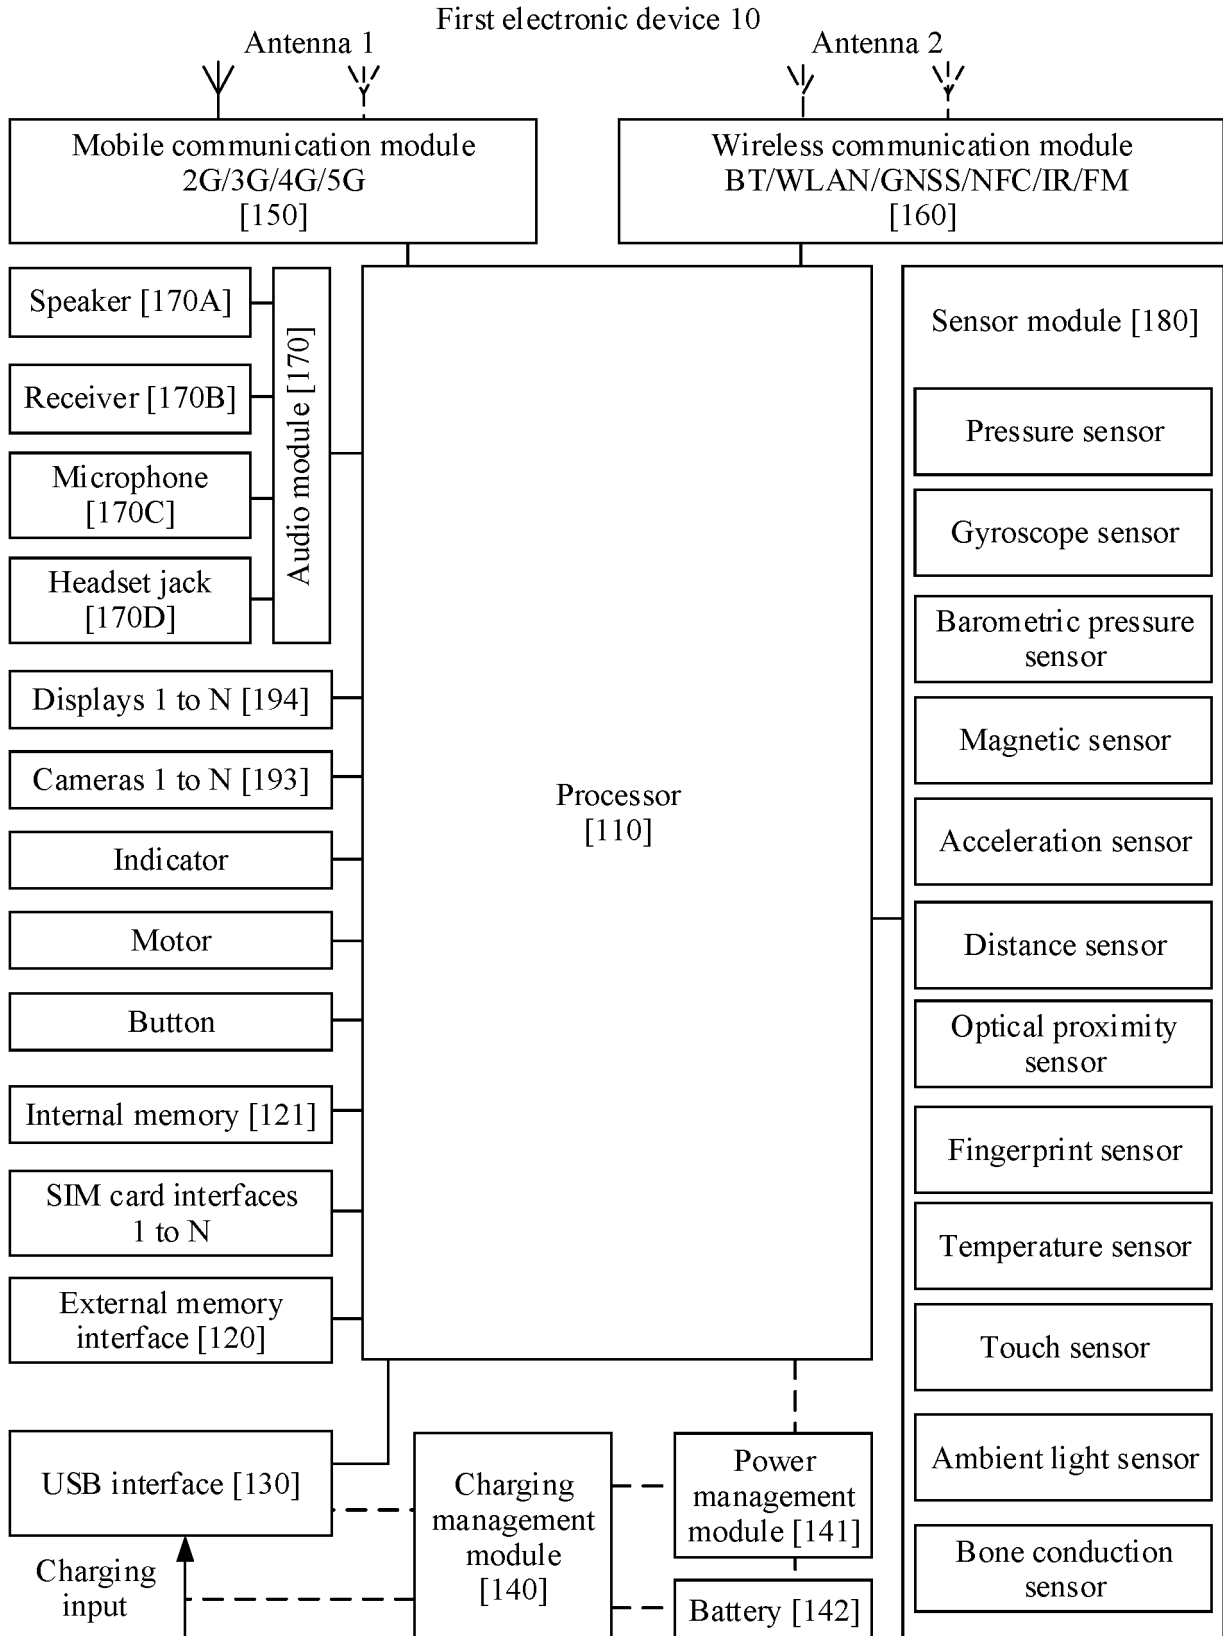 First electronic device 10
Antenna 1
Antenna 2
Mobile communication module
2G/3G/4G/5G
[150]
Wireless communication module
BT/WLAN/GNSS/NFC/IR/FM
[160]
Speaker [170A]
Receiver [170B]
Microphone
[170C]
Headset jack
[170D]
Audio module [170]
Displays 1 to N [194]
Cameras 1 to N [193]
Indicator
Motor
Button
Internal memory [121]
SIM card interfaces
1 to N
External memory
interface [120]
Processor
[110]
Sensor module [180]
Pressure sensor
Gyroscope sensor
Barometric pressure
sensor
Magnetic sensor
Acceleration sensor
Distance sensor
Optical proximity
sensor
Fingerprint sensor
Temperature sensor
Touch sensor
Ambient light sensor
Bone conduction
sensor
USB interface [130]
Charging
input
Charging
management
module
[140]
Power
management
module [141]
Battery [142]